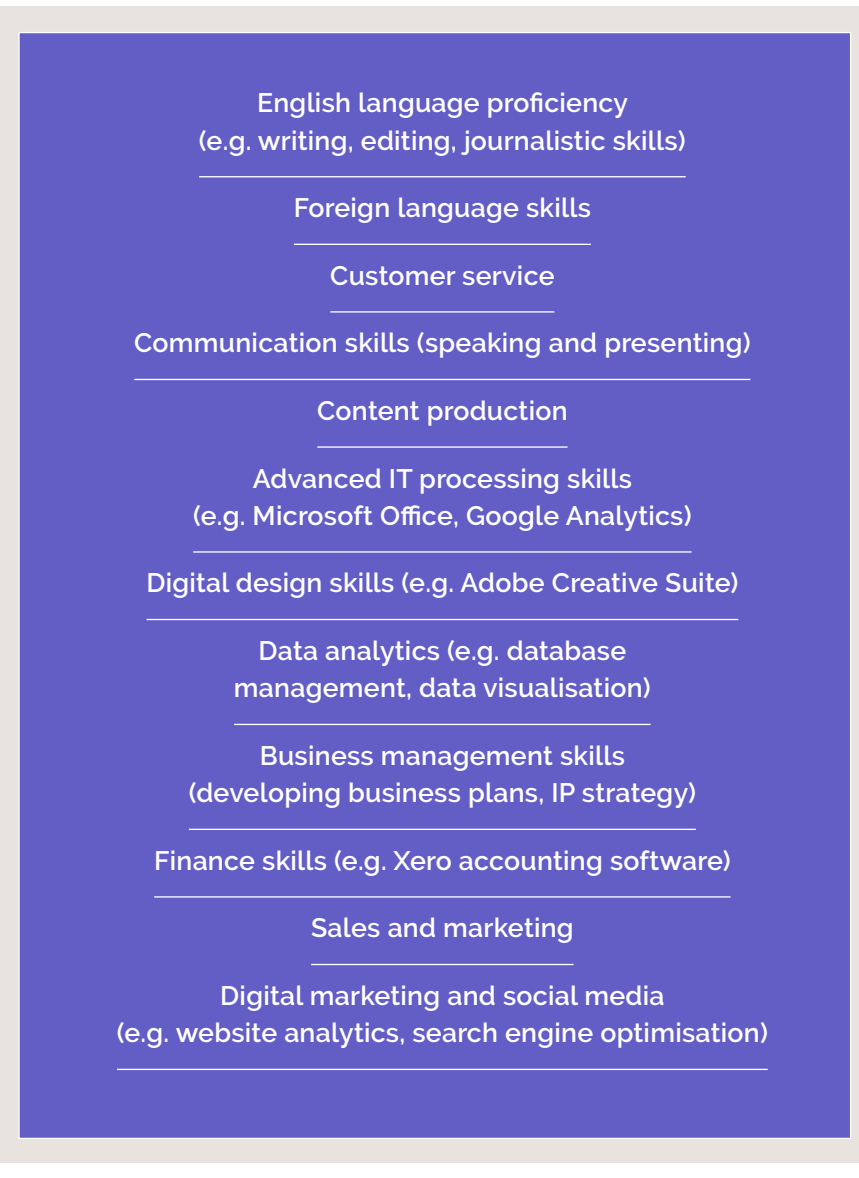 English language proficiency
(e.g. writing, editing, journalistic skills)
Foreign language skills
Customer service
Communication skills (speaking and presenting)
Content production
Advanced IT processing skills
(e.g. Microsoft Office, Google Analytics)
Digital design skills (e.g. Adobe Creative Suite)
Data analytics (e.g. database
management, data visualisation)
Business management skills
(developing business plans, IP strategy)
Finance skills (e.g. Xero accounting software)
Sales and marketing
Digital marketing and social media
(e.g. website analytics, search engine optimisation)